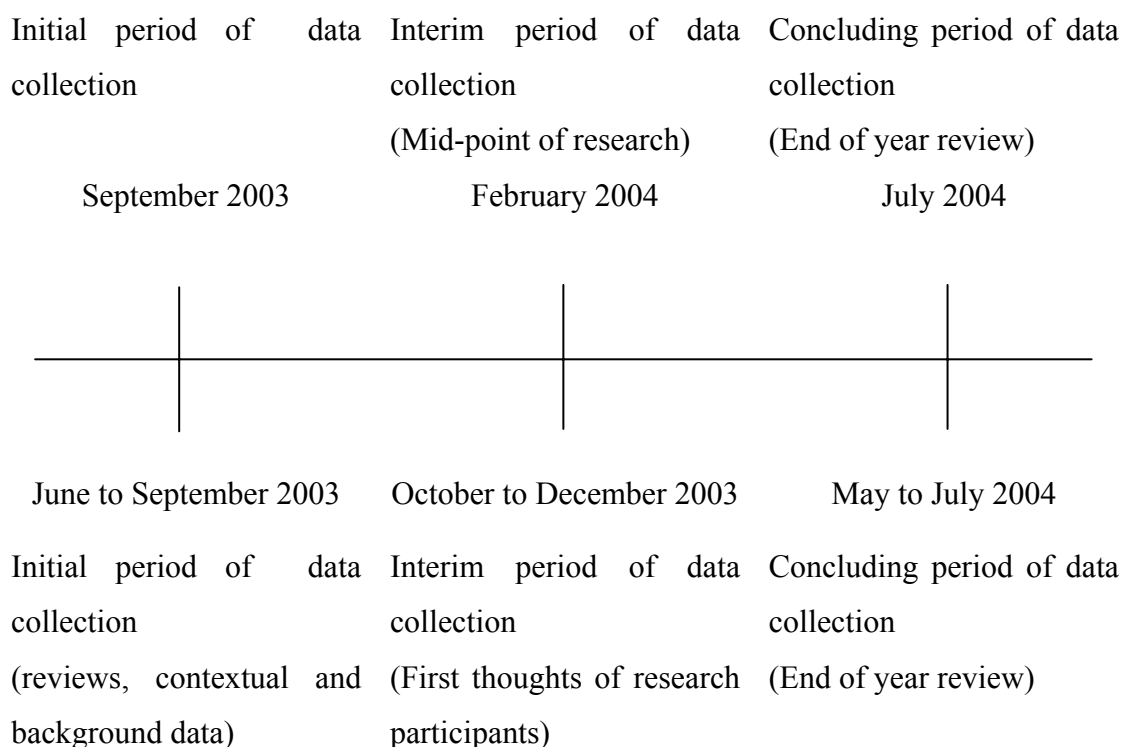 Initial period of data
collection
Interim period of data
collection
(Mid-point of research)
Concluding period of data
collection
(End of year review)
September 2003
February 2004
July 2004
June to September 2003
October to December 2003
May to July 2004
Initial period of data
collection
(reviews, contextual and
background data)
Interim period of data
collection
(First thoughts of research
participants)
Concluding period of data
collection
(End of year review)